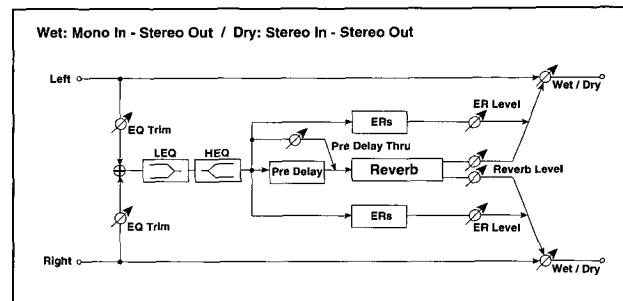 Wet: Mono In - Stereo Out / Dry: Stereo In - Stereo Out
Left
Wet / Dry
ERs
ER Level
EQ Trim
Pre Delay Thru
LEQ
HEQ
Pre Delay
Reverb
Reverb Level
EQ Trim
ERs
ER Level
Right
Wet / Dry